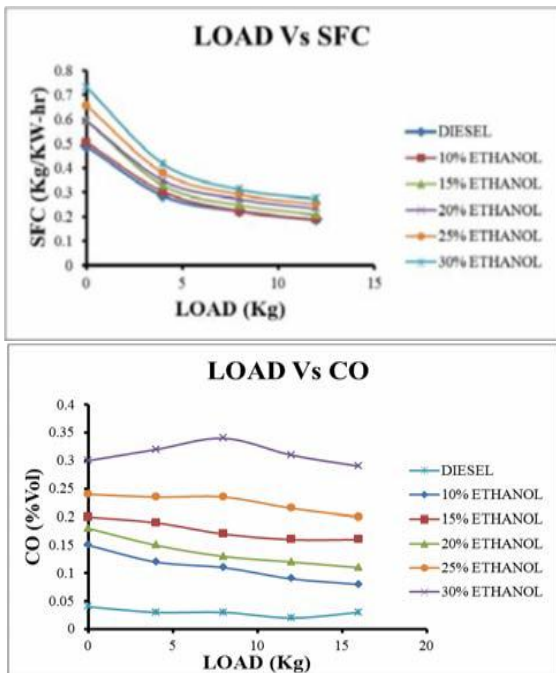 LOAD Vs SFC
SFC (Kg/KW-hr)
0.8
0.7
0.6
0.5
0.4
0.3
0.2
0.1
0
0 5 10 15
LOAD (Kg)
DIESEL
10% ETHANOL
15% ETHANOL
20% ETHANOL
25% ETHANOL
30% ETHANOL
LOAD Vs CO
CO (%Vol)
0.4
0.35
0.3
0.25
0.2
0.15
0.1
0.05
0
0 5 10 15 20
LOAD (Kg)
DIESEL
10% ETHANOL
15% ETHANOL
20% ETHANOL
25% ETHANOL
30% ETHANOL